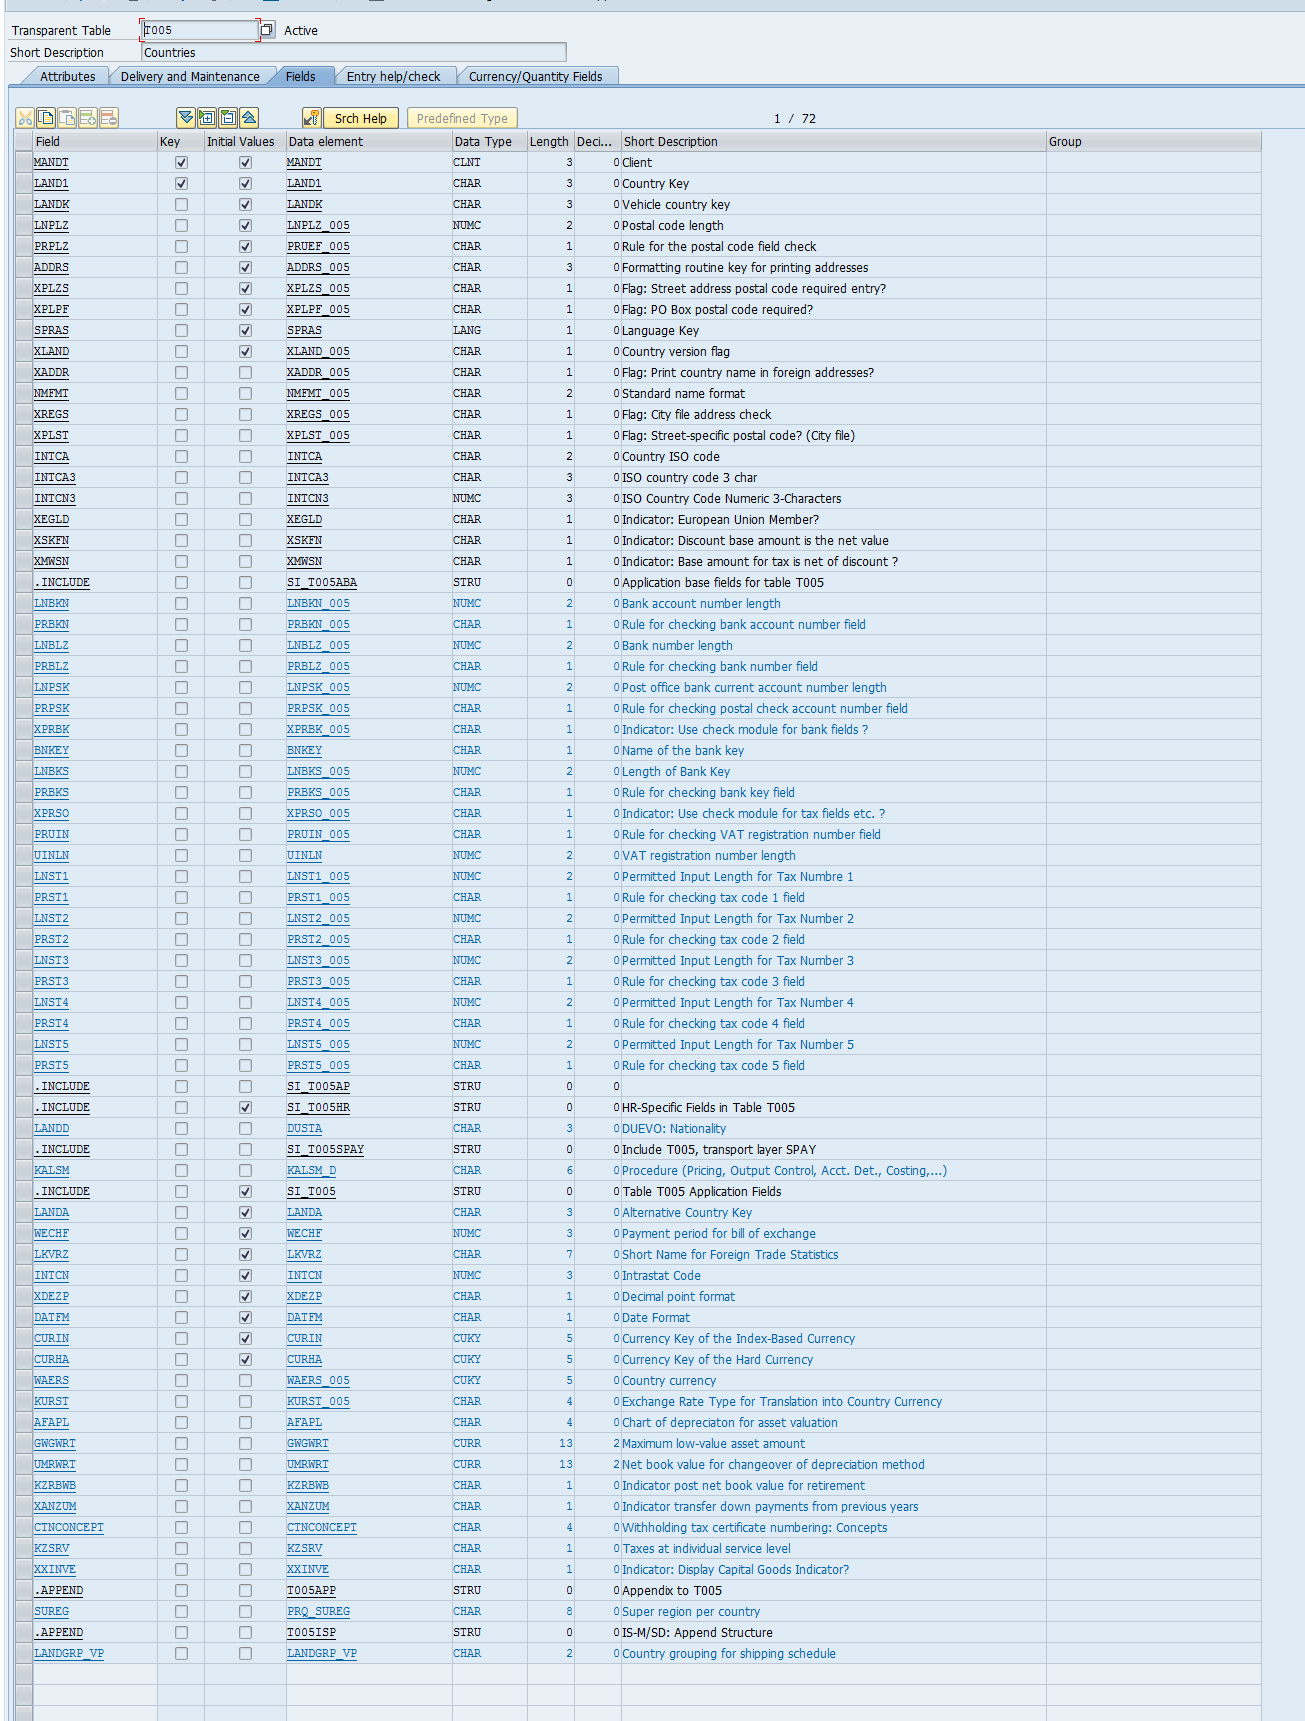 Transparent Table T005 Active
Short Description Countries
Attributes Delivery and Maintenance Fields Entry help/check Currency/Quantity Fields
Srch Help Predefined Type 1 / 72
Field Key Initial Values Data element Data Type Length Deci... Short Description Group
MANDT MANDT CLNT 3 0 Client
LAND1 LAND1 CHAR 3 0 Country Key
LANDK LANDK CHAR 3 0 Vehicle country key
LNPLZ LNPLZ_005 NUMC 2 0 Postal code length
PRPLZ PRUEF_005 CHAR 1 0 Rule for the postal code field check
ADDRS ADDRS_005 CHAR 3 0 Formatting routine key for printing addresses
XPLZS XPLZS_005 CHAR 1 0 Flag: Street address postal code required entry?
XPLPF XPLPF_005 CHAR 1 0 Flag: PO Box postal code required?
SPRAS SPRAS LANG 1 0 Language Key
XLAND XLAND_005 CHAR 1 0 Country version flag
XADDR XADDR_005 CHAR 1 0 Flag: Print country name in foreign addresses?
NMFMT NMFMT_005 CHAR 2 0 Standard name format
XREGS XREGS_005 CHAR 1 0 Flag: City file address check
XPLST XPLST_005 CHAR 1 0 Flag: Street-specific postal code? (City file)
INTCA INTCA CHAR 2 0 Country ISO code
INTCA3 INTCA3 CHAR 3 0 ISO country code 3 char
INTCN3 INTCN3 NUMC 3 0 ISO Country Code Numeric 3-Characters
XEGLD XEGLD CHAR 1 0 Indicator: European Union Member?
XSKFN XSKFN CHAR 1 0 Indicator: Discount base amount is the net value
XMWSN XMWSN CHAR 1 0 Indicator: Base amount for tax is net of discount ?
.INCLUDE SI_T005ABA STRU 0 0 Application base fields for table T005
LNBKN LNBKN_005 NUMC 2 0 Bank account number length
PRBKN PRBKN_005 CHAR 1 0 Rule for checking bank account number field
LNBLZ LNBLZ_005 NUMC 2 0 Bank number length
PRBLZ PRBLZ_005 CHAR 1 0 Rule for checking bank number field
LNPSK LNPSK_005 NUMC 2 0 Post office bank current account number length
PRPSK PRPSK_005 CHAR 1 0 Rule for checking postal check account number field
XPRBK XPRBK_005 CHAR 1 0 Indicator: Use check module for bank fields ?
BNKEY BNKEY CHAR 1 0 Name of the bank key
LNBKS LNBKS_005 NUMC 2 0 Length of Bank Key
PRBKS PRBKS_005 CHAR 1 0 Rule for checking bank key field
XPRSO XPRSO_005 CHAR 1 0 Indicator: Use check module for tax fields etc. ?
PRUIN PRUIN_005 CHAR 1 0 Rule for checking VAT registration number field
UINLN UINLN NUMC 2 0 VAT registration number length
LNST1 LNST1_005 NUMC 2 0 Permitted Input Length for Tax Numbre 1
PRST1 PRST1_005 CHAR 1 0 Rule for checking tax code 1 field
LNST2 LNST2_005 NUMC 2 0 Permitted Input Length for Tax Number 2
PRST2 PRST2_005 CHAR 1 0 Rule for checking tax code 2 field
LNST3 LNST3_005 NUMC 2 0 Permitted Input Length for Tax Number 3
PRST3 PRST3_005 CHAR 1 0 Rule for checking tax code 3 field
LNST4 LNST4_005 NUMC 2 0 Permitted Input Length for Tax Number 4
PRST4 PRST4_005 CHAR 1 0 Rule for checking tax code 4 field
LNST5 LNST5_005 NUMC 2 0 Permitted Input Length for Tax Number 5
PRST5 PRST5_005 CHAR 1 0 Rule for checking tax code 5 field
.INCLUDE SI_T005AP STRU 0 0
.INCLUDE SI_T005HR STRU 0 0 HR-Specific Fields in Table T005
LANDD DUSTA CHAR 3 0 DUEVO: Nationality
.INCLUDE SI_T005SPAY STRU 0 0 Include T005, transport layer SPAY
KALSM KALSM_D CHAR 6 0 Procedure (Pricing, Output Control, Acct. Det., Costing,...)
.INCLUDE SI_T005 STRU 0 0 Table T005 Application Fields
LANDA LANDA CHAR 3 0 Alternative Country Key
WECHF WECHF NUMC 3 0 Payment period for bill of exchange
LKVRZ LKVRZ CHAR 7 0 Short Name for Foreign Trade Statistics
INTCN INTCN NUMC 3 0 Intrastat Code
XDEZP XDEZP CHAR 1 0 Decimal point format
DATFM DATFM CHAR 1 0 Date Format
CURIN CURIN CUKY 5 0 Currency Key of the Index-Based Currency
CURHA CURHA CUKY 5 0 Currency Key of the Hard Currency
WAERS WAERS_005 CUKY 5 0 Country currency
KURST KURST_005 CHAR 4 0 Exchange Rate Type for Translation into Country Currency
AFAPL AFAPL CHAR 4 0 Chart of depreciaton for asset valuation
GWGWRT GWGWRT CURR 13 2 Maximum low-value asset amount
UMRWRT UMRWRT CURR 13 2 Net book value for changeover of depreciation method
KZRBWB KZRBWB CHAR 1 0 Indicator post net book value for retirement
XANZUM XANZUM CHAR 1 0 Indicator transfer down payments from previous years
CTNCONCEPT CTNCONCEPT CHAR 4 0 Withholding tax certificate numbering: Concepts
KZSRV KZSRV CHAR 1 0 Taxes at individual service level
XXINVE XXINVE CHAR 1 0 Indicator: Display Capital Goods Indicator?
.APPEND T005APP STRU 0 0 Appendix to T005
SUREG PRQ_SUREG CHAR 8 0 Super region per country
.APPEND T005ISP STRU 0 0 IS-M/SD: Append Structure
LANDGRP_VP LANDGRP_VP CHAR 2 0 Country grouping for shipping schedule